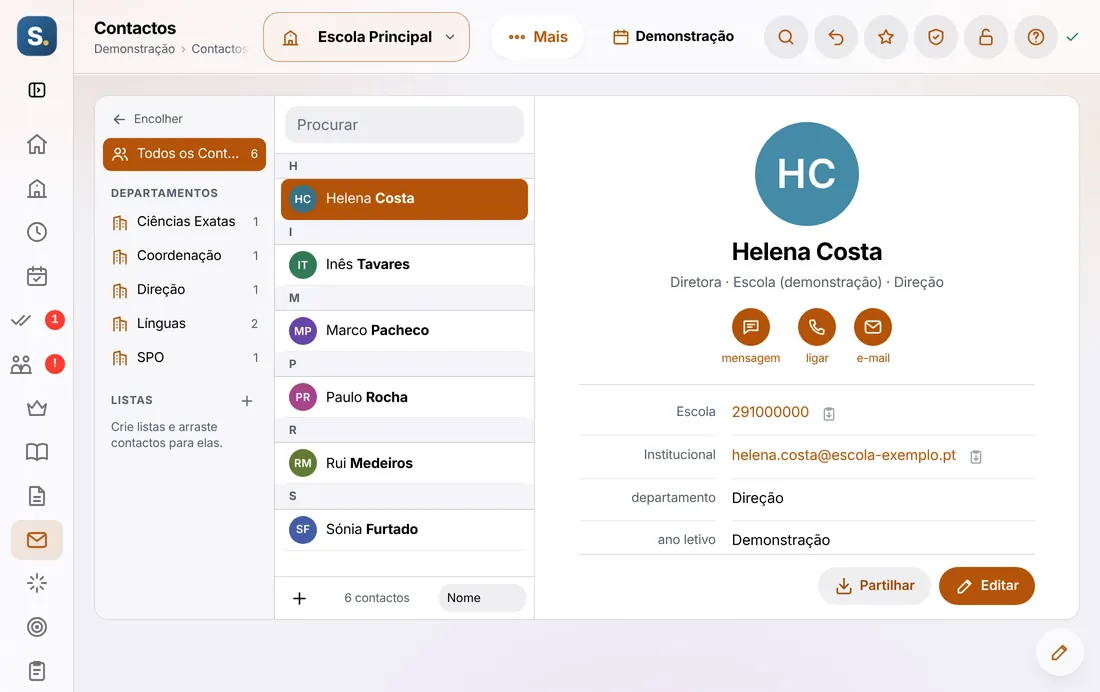 S.
Contactos
Demonstração › Contactos
Escola Principal
Mais
Demonstração
1
!
Encolher
Todos os Cont... 6
DEPARTAMENTOS
Ciências Exatas 1
Coordenação 1
Direção 1
Línguas 2
SPO 1
LISTAS
Crie listas e arraste
contactos para elas.
Procurar
H
HC Helena Costa
I
IT Inês Tavares
M
MP Marco Pacheco
P
PR Paulo Rocha
R
RM Rui Medeiros
S
SF Sónia Furtado
6 contactos
Nome
HC
Helena Costa
Diretora · Escola (demonstração) · Direção
mensagem
ligar
e-mail
Escola 291000000
Institucional helena.costa@escola-exemplo.pt
departamento Direção
ano letivo Demonstração
Partilhar
Editar